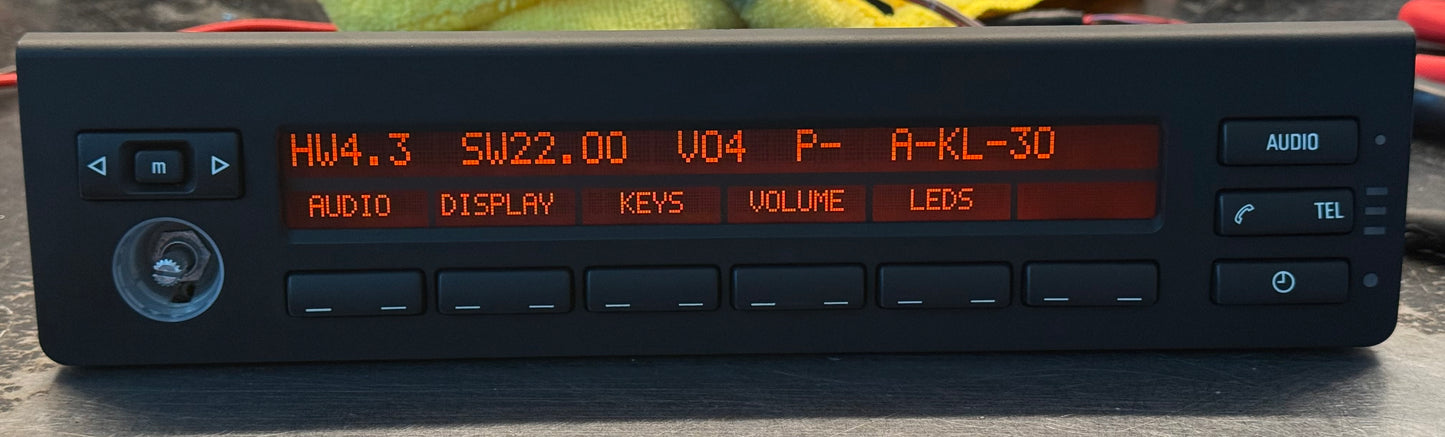 HW4.3 SW22.00 V04 P- A-KL-30
AUDIO DISPLAY KEYS VOLUME LEDS
m
AUDIO
TEL